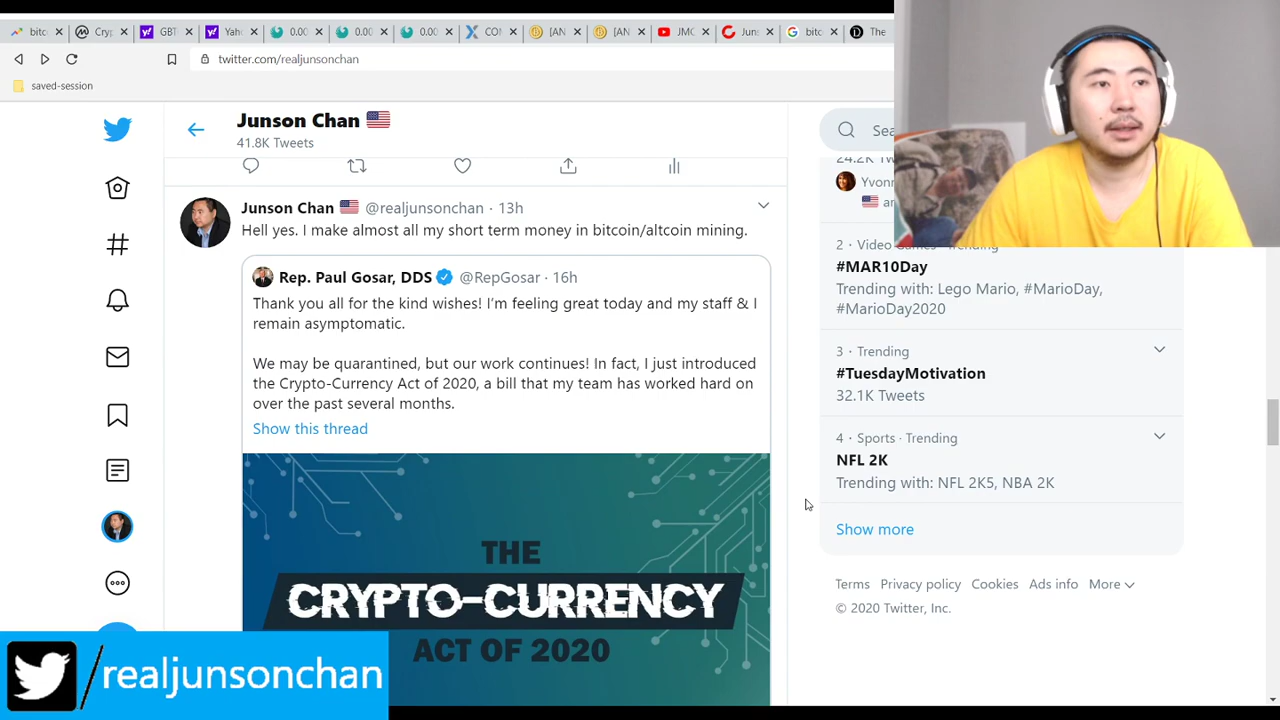 bitc
Cryp
GBT
Yah
0.00
0.00
0.00
COI
[AN
[AN
JMC
Juns
bitc
The
twitter.com/realjunsonchan
saved-session
Junson Chan 🇺🇸
41.8K Tweets
Sea
Junson Chan 🇺🇸 @realjunsonchan · 13h
Hell yes. I make almost all my short term money in bitcoin/altcoin mining.
Rep. Paul Gosar, DDS @RepGosar · 16h
Thank you all for the kind wishes! I'm feeling great today and my staff & I
remain asymptomatic.
We may be quarantined, but our work continues! In fact, I just introduced
the Crypto-Currency Act of 2020, a bill that my team has worked hard on
over the past several months.
Show this thread
THE
CRYPTO-CURRENCY
ACT OF 2020
24.2K Tweets
Yvonn
🇺🇸 ar
2 · Video Games · Trending
#MAR10Day
Trending with: Lego Mario, #MarioDay,
#MarioDay2020
3 · Trending
#TuesdayMotivation
32.1K Tweets
4 · Sports · Trending
NFL 2K
Trending with: NFL 2K5, NBA 2K
Show more
Terms Privacy policy Cookies Ads info More
© 2020 Twitter, Inc.
/realjunsonchan